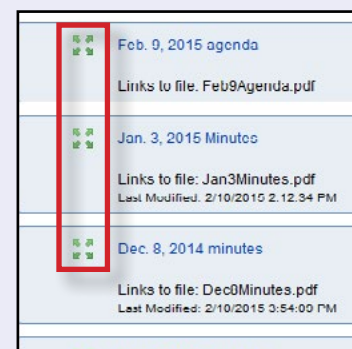 Feb. 9, 2015 agenda
Links to file: Feb9Agenda.pdf
Jan. 3, 2015 Minutes
Links to file: Jan3Minutes.pdf
Last Modified: 2/10/2015 2:12:34 PM
Dec. 8, 2014 minutes
Links to file: Dec8Minutes.pdf
Last Modified: 2/10/2015 3:54:09 PM